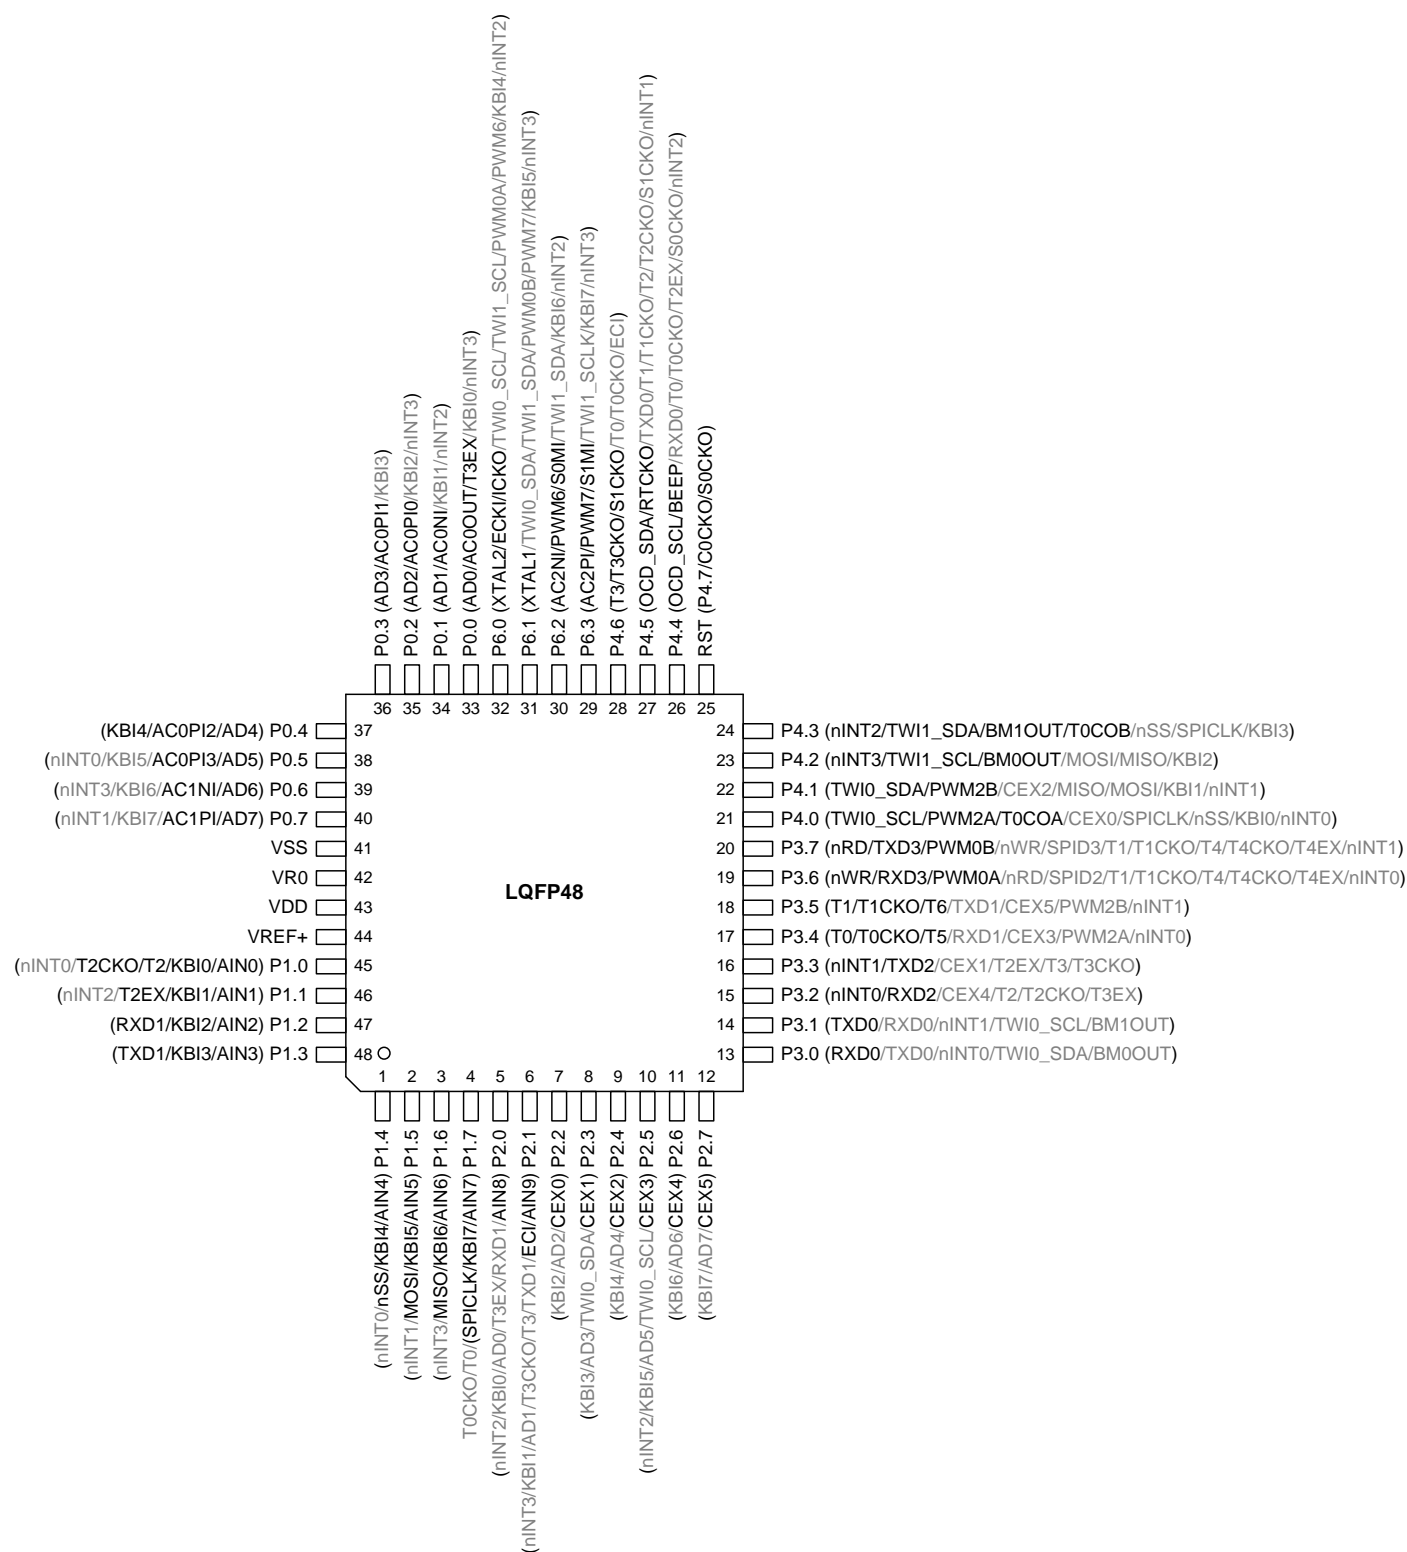 P0.3 (AD3/AC0PI1/KBI3)
P0.2 (AD2/AC0PI0/KBI2/nINT3)
P0.1 (AD1/AC0NI/KBI1/nINT2)
P0.0 (AD0/AC0OUT/T3EX/KBI0/nINT3)
P6.0 (XTAL2/ECKI/ICKO/TWI0_SCL/TWI1_SCL/PWM0A/PWM6/KBI4/nINT2)
P6.1 (XTAL1/TWI0_SDA/TWI1_SDA/PWM0B/PWM7/KBI5/nINT3)
P6.2 (AC2NI/PWM6/S0MI/TWI1_SDA/KBI6/nINT2)
P6.3 (AC2PI/PWM7/S1MI/TWI1_SCLK/KBI7/nINT3)
P4.6 (T3/T3CKO/S1CKO/T0/T0CKO/ECI)
P4.5 (OCD_SDA/RTCKO/TXD0/T1/T1CKO/T2/T2CKO/S1CKO/nINT1)
P4.4 (OCD_SCL/BEEP/RXD0/T0/T0CKO/T2EX/S0CKO/nINT2)
RST (P4.7/C0CKO/S0CKO)
36 35 34 33 32 31 30 29 28 27 26 25
(KBI4/AC0PI2/AD4) P0.4 37
(nINT0/KBI5/AC0PI3/AD5) P0.5 38
(nINT3/KBI6/AC1NI/AD6) P0.6 39
(nINT1/KBI7/AC1PI/AD7) P0.7 40
VSS 41
VR0 42
VDD 43
VREF+ 44
(nINT0/T2CKO/T2/KBI0/AIN0) P1.0 45
(nINT2/T2EX/KBI1/AIN1) P1.1 46
(RXD1/KBI2/AIN2) P1.2 47
(TXD1/KBI3/AIN3) P1.3 48
LQFP48
24 P4.3 (nINT2/TWI1_SDA/BM1OUT/T0COB/nSS/SPICLK/KBI3)
23 P4.2 (nINT3/TWI1_SCL/BM0OUT/MOSI/MISO/KBI2)
22 P4.1 (TWI0_SDA/PWM2B/CEX2/MISO/MOSI/KBI1/nINT1)
21 P4.0 (TWI0_SCL/PWM2A/T0COA/CEX0/SPICLK/nSS/KBI0/nINT0)
20 P3.7 (nRD/TXD3/PWM0B/nWR/SPID3/T1/T1CKO/T4/T4CKO/T4EX/nINT1)
19 P3.6 (nWR/RXD3/PWM0A/nRD/SPID2/T1/T1CKO/T4/T4CKO/T4EX/nINT0)
18 P3.5 (T1/T1CKO/T6/TXD1/CEX5/PWM2B/nINT1)
17 P3.4 (T0/T0CKO/T5/RXD1/CEX3/PWM2A/nINT0)
16 P3.3 (nINT1/TXD2/CEX1/T2EX/T3/T3CKO)
15 P3.2 (nINT0/RXD2/CEX4/T2/T2CKO/T3EX)
14 P3.1 (TXD0/RXD0/nINT1/TWI0_SCL/BM1OUT)
13 P3.0 (RXD0/TXD0/nINT0/TWI0_SDA/BM0OUT)
1 2 3 4 5 6 7 8 9 10 11 12
(nINT0/nSS/KBI4/AIN4) P1.4
(nINT1/MOSI/KBI5/AIN5) P1.5
(nINT3/MISO/KBI6/AIN6) P1.6
T0CKO/T0/(SPICLK/KBI7/AIN7) P1.7
(nINT2/KBI0/AD0/T3EX/RXD1/AIN8) P2.0
(nINT3/KBI1/AD1/T3CKO/T3/TXD1/ECI/AIN9) P2.1
(KBI2/AD2/CEX0) P2.2
(KBI3/AD3/TWI0_SDA/CEX1) P2.3
(KBI4/AD4/CEX2) P2.4
(nINT2/KBI5/AD5/TWI0_SCL/CEX3) P2.5
(KBI6/AD6/CEX4) P2.6
(KBI7/AD7/CEX5) P2.7